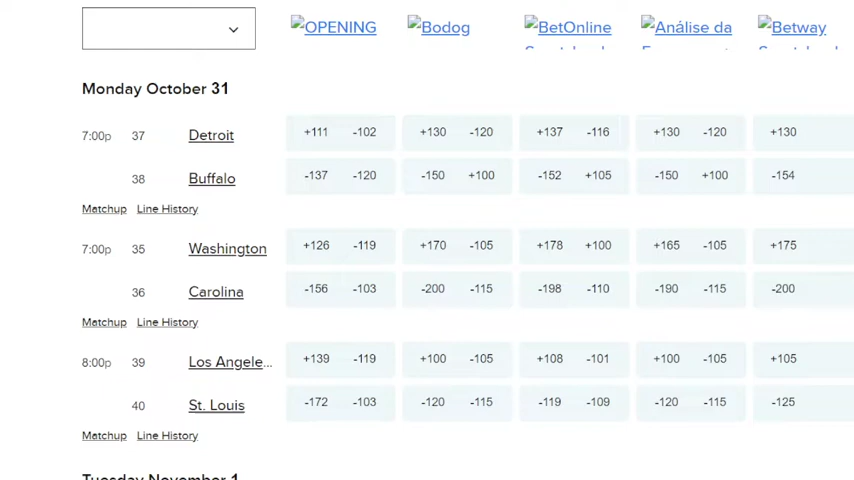 OPENING Bodog BetOnline Análise da Betway
Monday October 31
7:00p 37 Detroit +111 -102 +130 -120 +137 -116 +130 -120 +130
38 Buffalo -137 -120 -150 +100 -152 +105 -150 +100 -154
Matchup Line History
7:00p 35 Washington +126 -119 +170 -105 +178 +100 +165 -105 +175
36 Carolina -156 -103 -200 -115 -198 -110 -190 -115 -200
Matchup Line History
8:00p 39 Los Angele... +139 -119 +100 -105 +108 -101 +100 -105 +105
40 St. Louis -172 -103 -120 -115 -119 -109 -120 -115 -125
Matchup Line History
Tuesday November 1